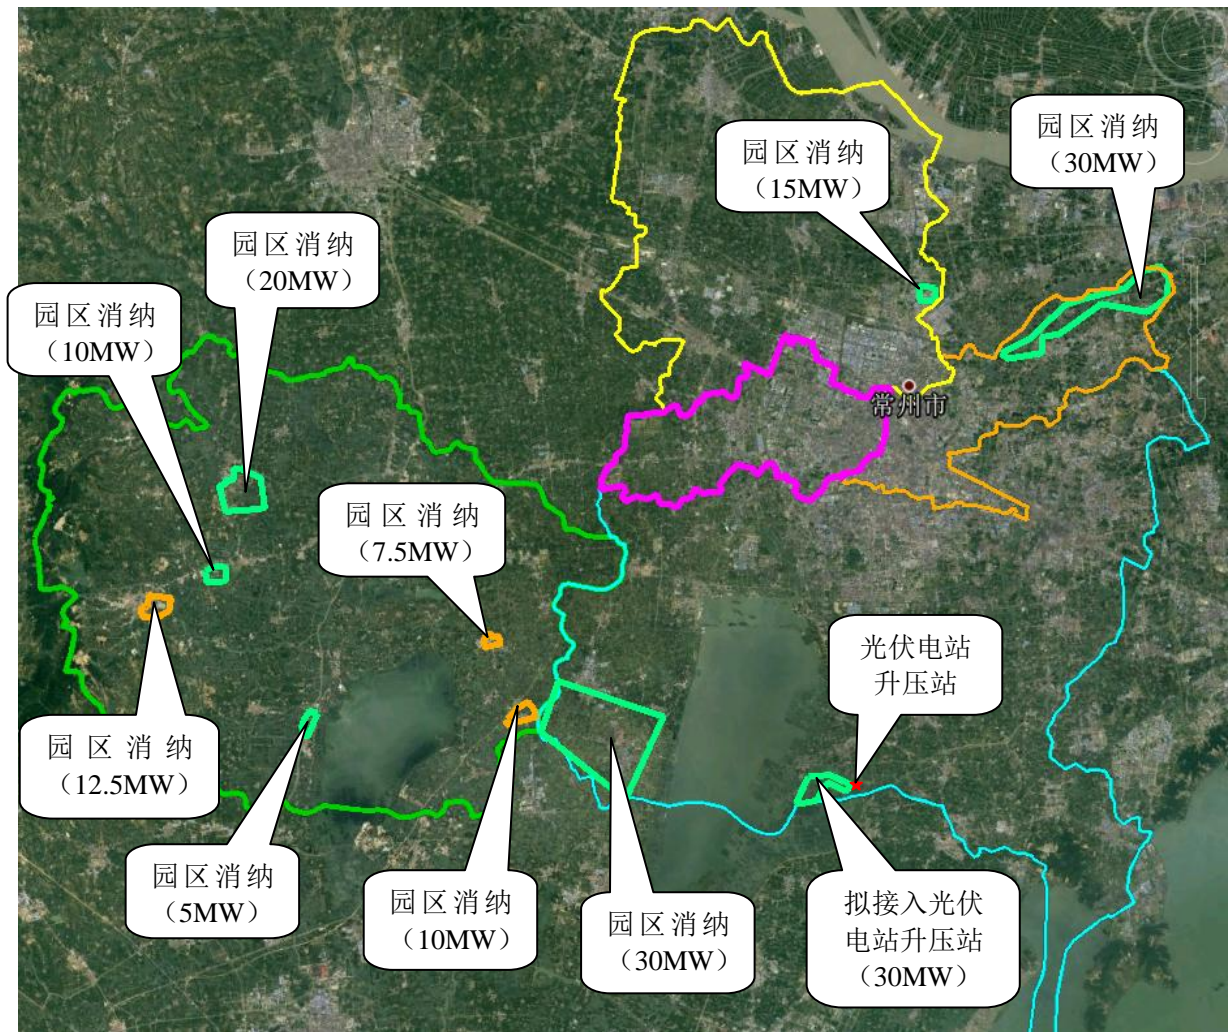 园区消纳
（30MW）
园区消纳
（15MW）
园区消纳
（20MW）
园区消纳
（10MW）
常州市
园区消纳
（7.5MW）
光伏电站
升压站
园区消纳
（12.5MW）
园区消纳
（5MW）
园区消纳
（10MW）
园区消纳
（30MW）
拟接入光伏
电站升压站
（30MW）